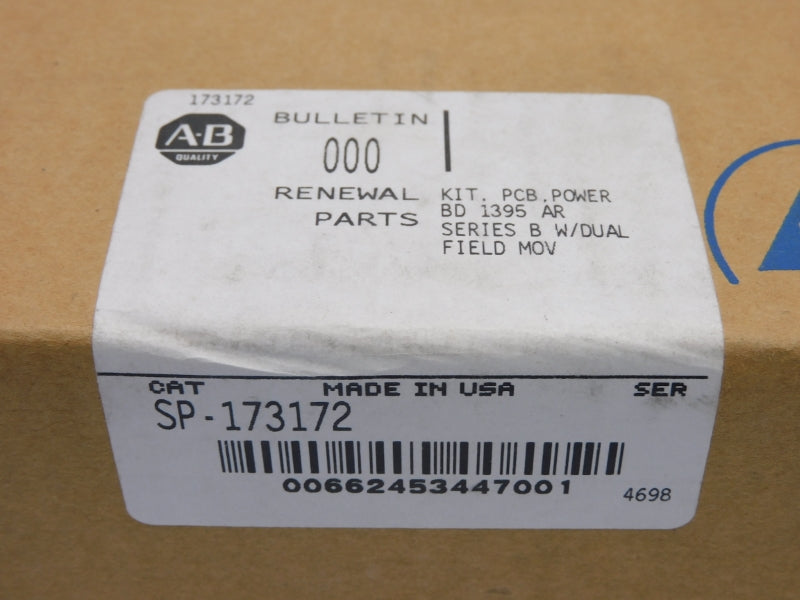 173172
A-B
QUALITY
BULLETIN
000
RENEWAL
PARTS
KIT, PCB,POWER
BD 1395 AR
SERIES B W/DUAL
FIELD MOV
CAT
MADE IN USA
SER
SP-173172
00662453447001
4698